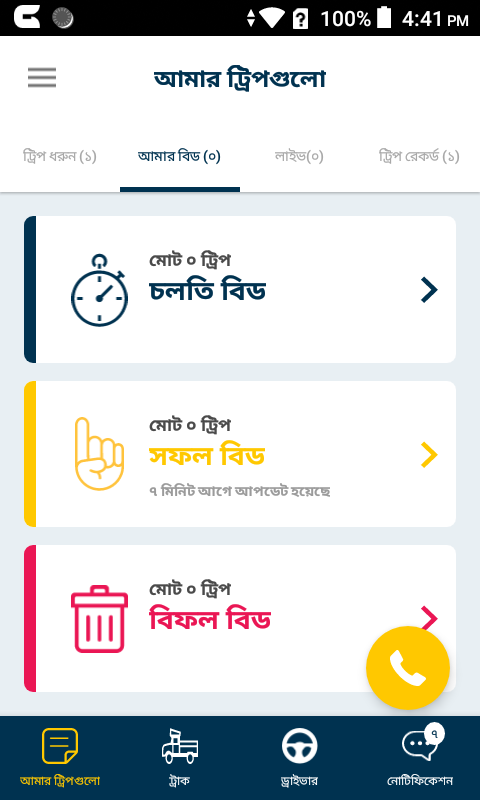 100% 4:41 PM
আমার ট্রিপগুলো
ট্রিপ ধরুন (১) আমার বিড (০) লাইভ(০) ট্রিপ রেকর্ড (১)
মোট ০ ট্রিপ
চলতি বিড
মোট ০ ট্রিপ
সফল বিড
৭ মিনিট আগে আপডেট হয়েছে
মোট ০ ট্রিপ
বিফল বিড
৭
আমার ট্রিপগুলো ট্রাক ড্রাইভার নোটিফিকেশন